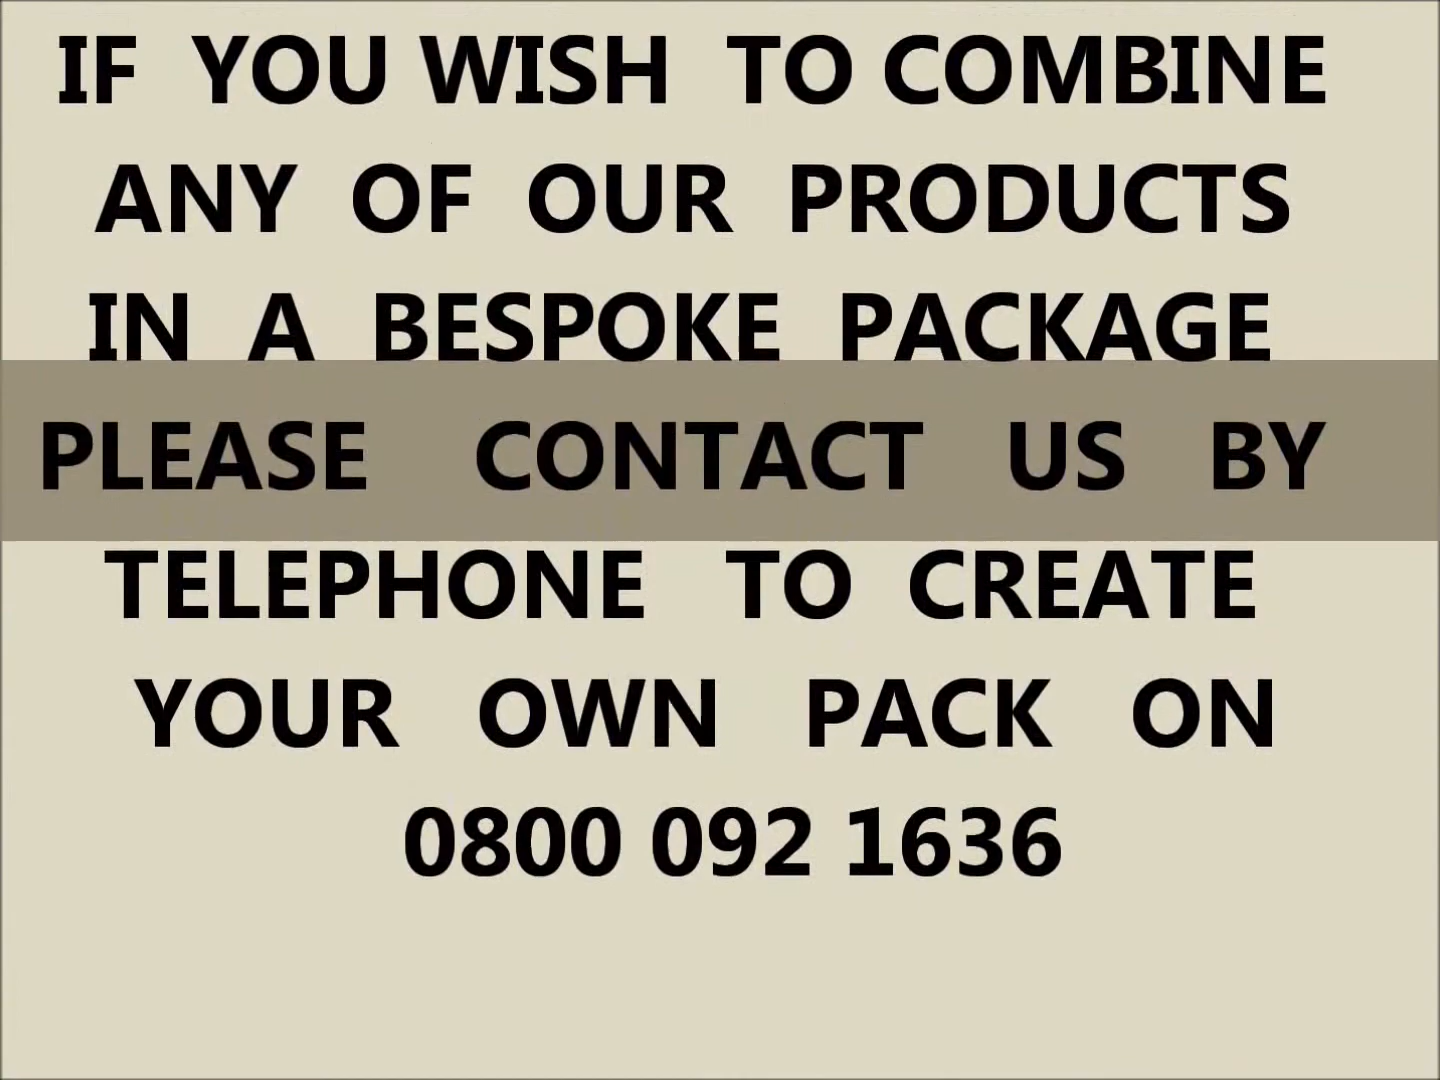 IF YOU WISH TO COMBINE
ANY OF OUR PRODUCTS
IN A BESPOKE PACKAGE
PLEASE CONTACT US BY
TELEPHONE TO CREATE
YOUR OWN PACK ON
0800 092 1636